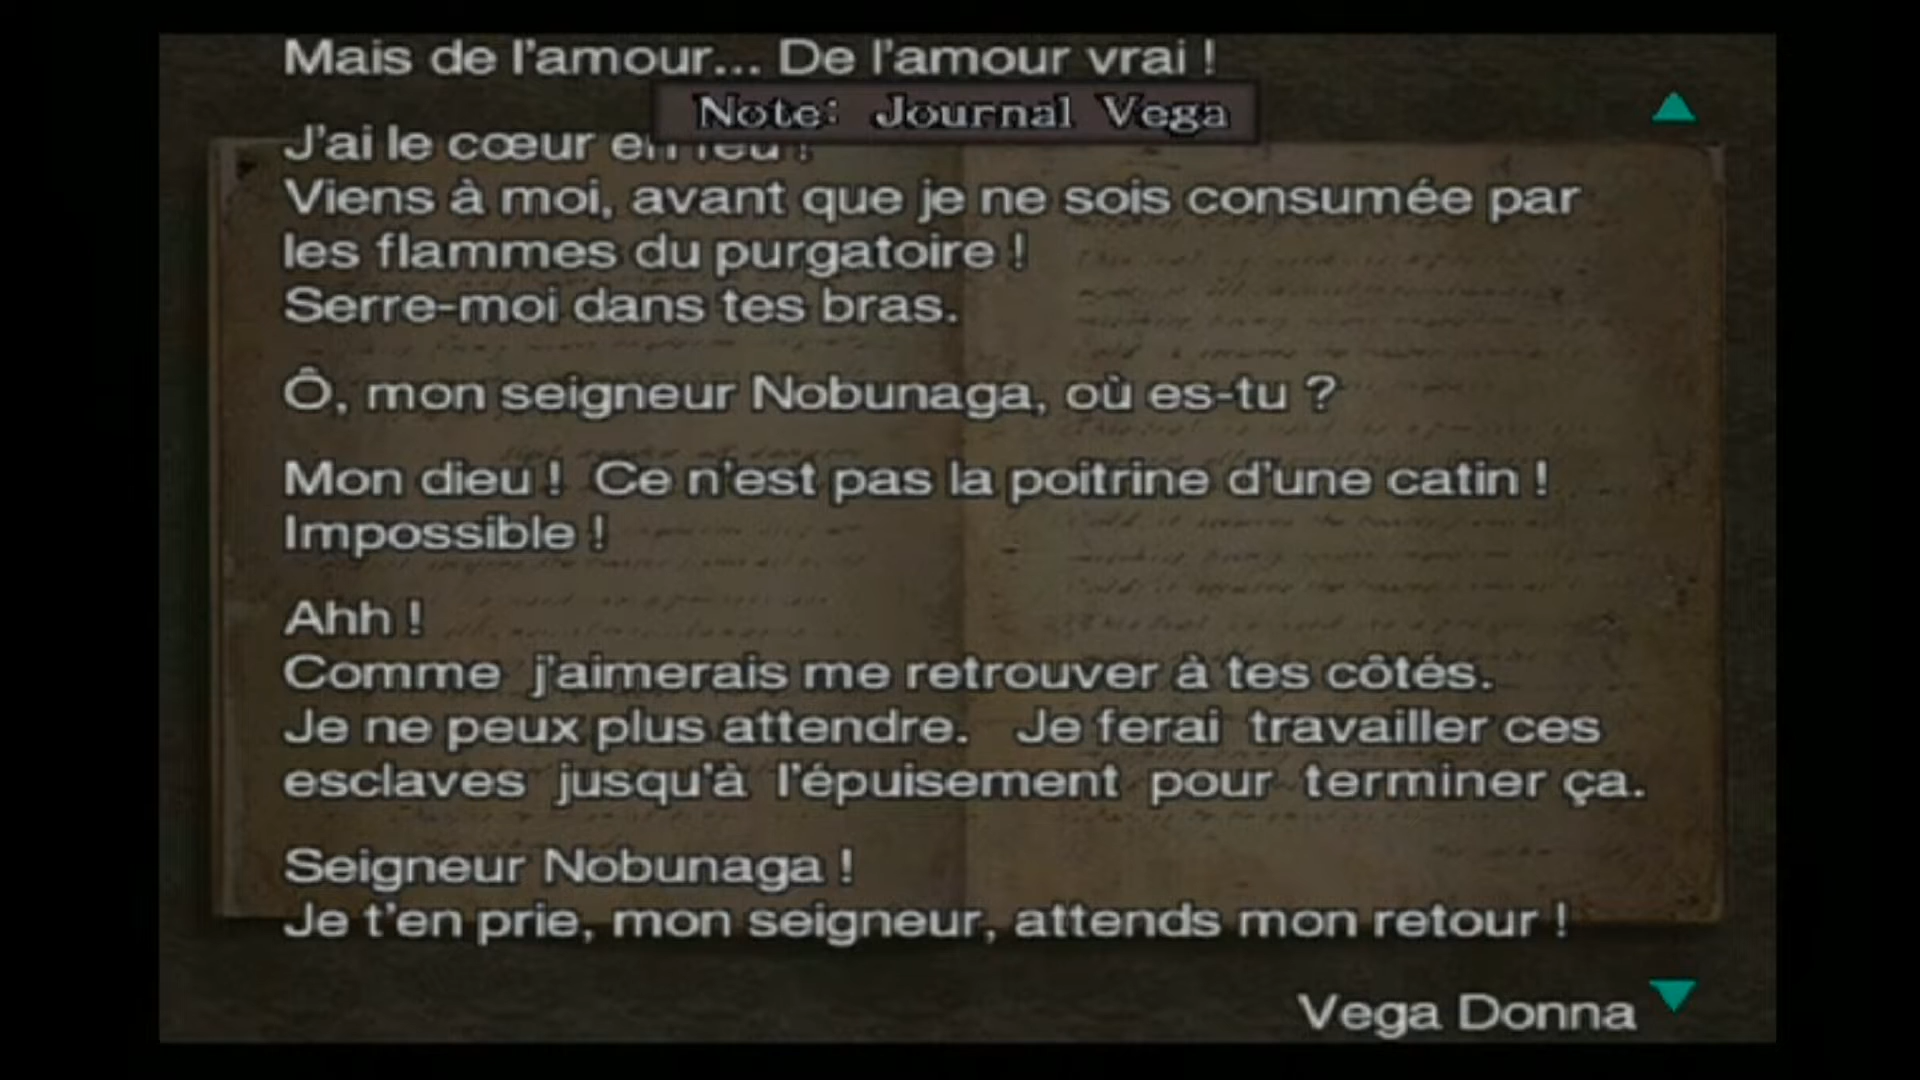 Mais de l'amour... De l'amour vrai !
Note: Journal Vega
J'ai le cœur en feu !
Viens à moi, avant que je ne sois consumée par
les flammes du purgatoire !
Serre-moi dans tes bras.
Ô, mon seigneur Nobunaga, où es-tu ?
Mon dieu ! Ce n'est pas la poitrine d'une catin !
Impossible !
Ahh !
Comme j'aimerais me retrouver à tes côtés.
Je ne peux plus attendre. Je ferai travailler ces
esclaves jusqu'à l'épuisement pour terminer ça.
Seigneur Nobunaga !
Je t'en prie, mon seigneur, attends mon retour !
Vega Donna